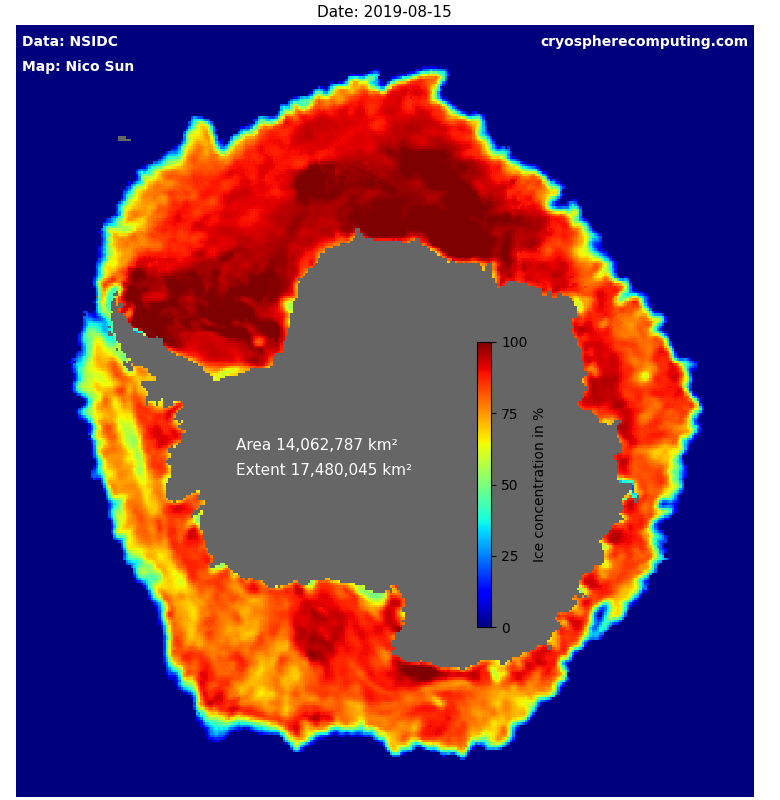 Date: 2019-08-15
Data: NSIDC
cryospherecomputing.com
Map: Nico Sun
100
75
50
25
0
Ice concentration in %
Area 14,062,787 km²
Extent 17,480,045 km²